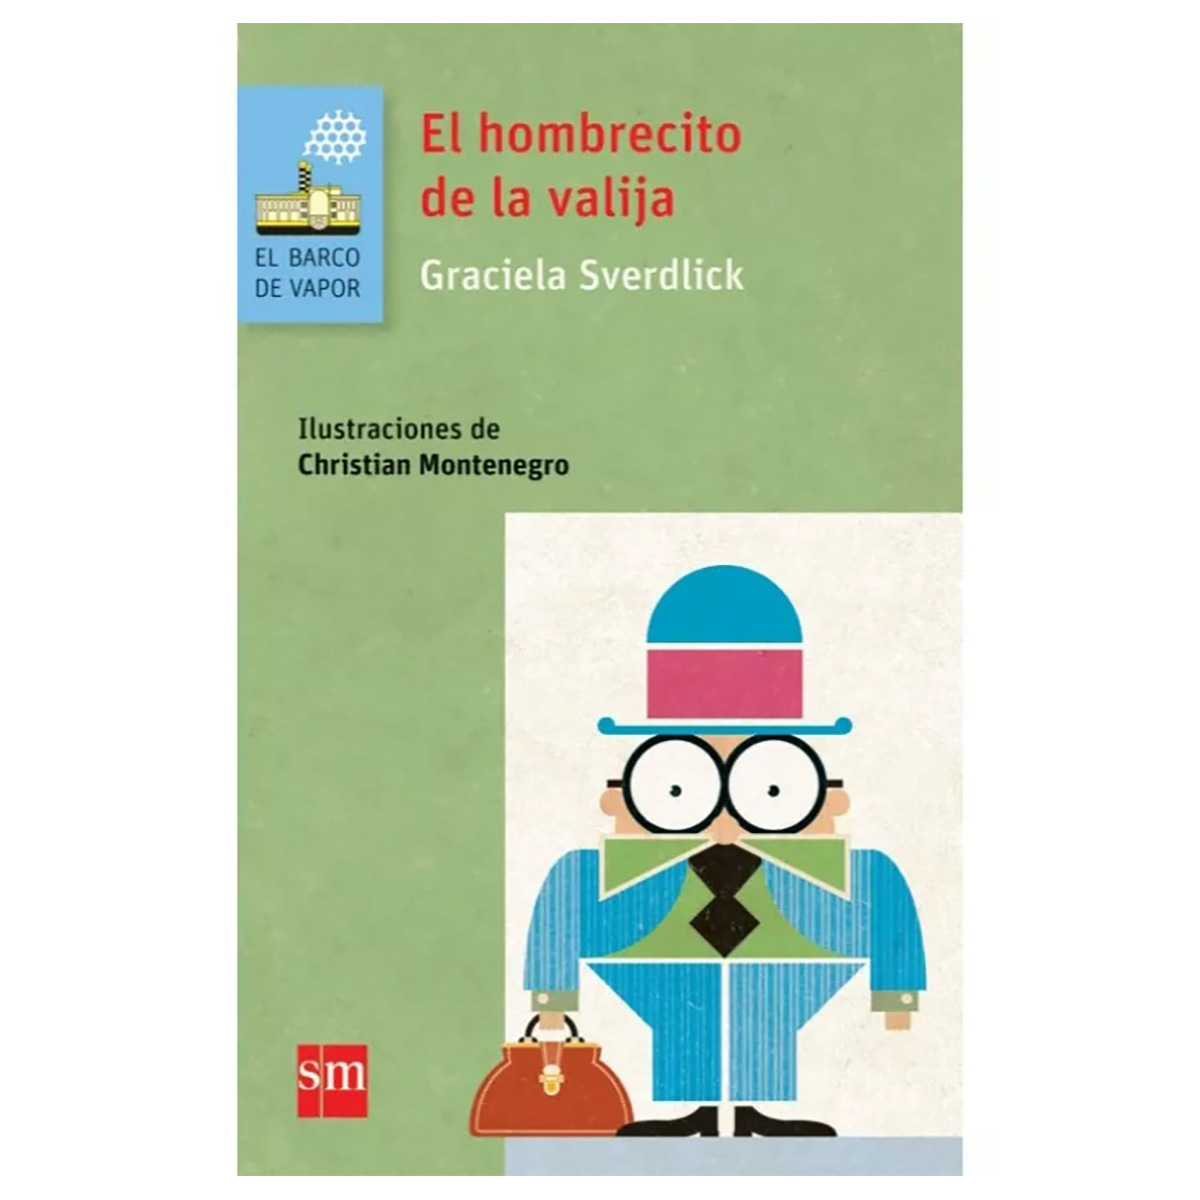 El hombrecito
de la valija
Graciela Sverdlick
EL BARCO
DE VAPOR
Ilustraciones de
Christian Montenegro
sm